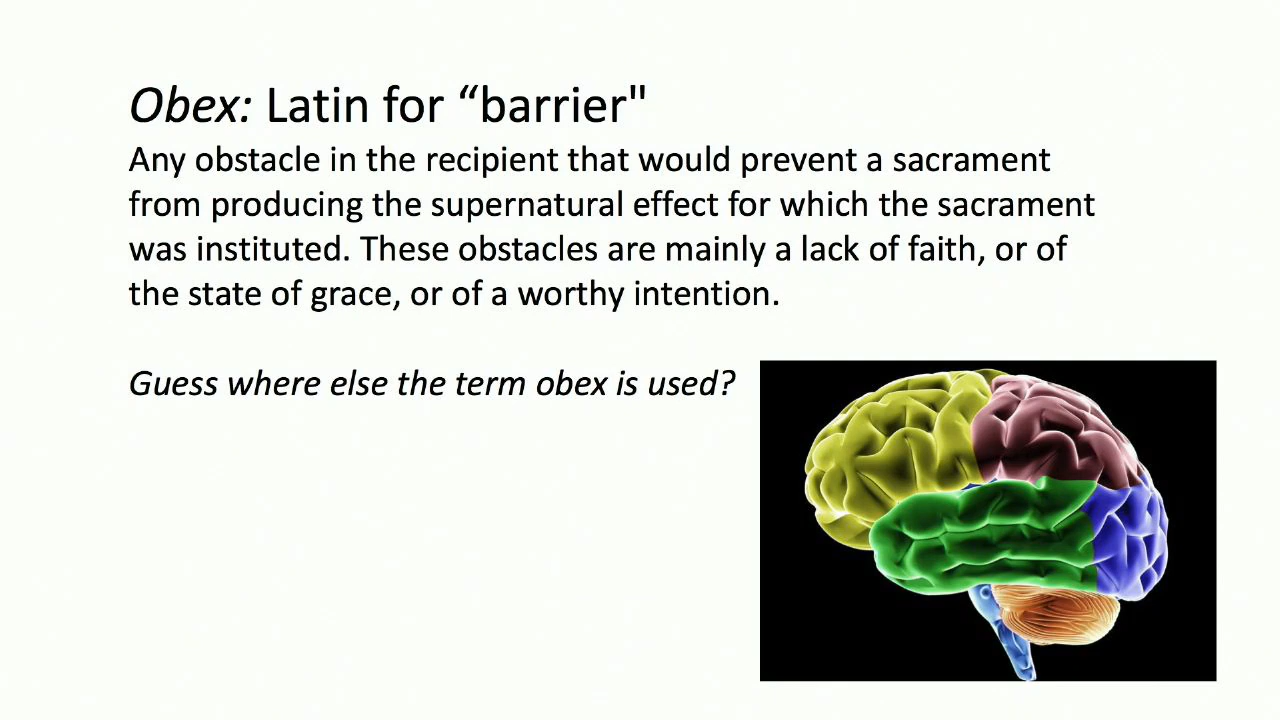 Obex: Latin for “barrier"
Any obstacle in the recipient that would prevent a sacrament
from producing the supernatural effect for which the sacrament
was instituted. These obstacles are mainly a lack of faith, or of
the state of grace, or of a worthy intention.
Guess where else the term obex is used?